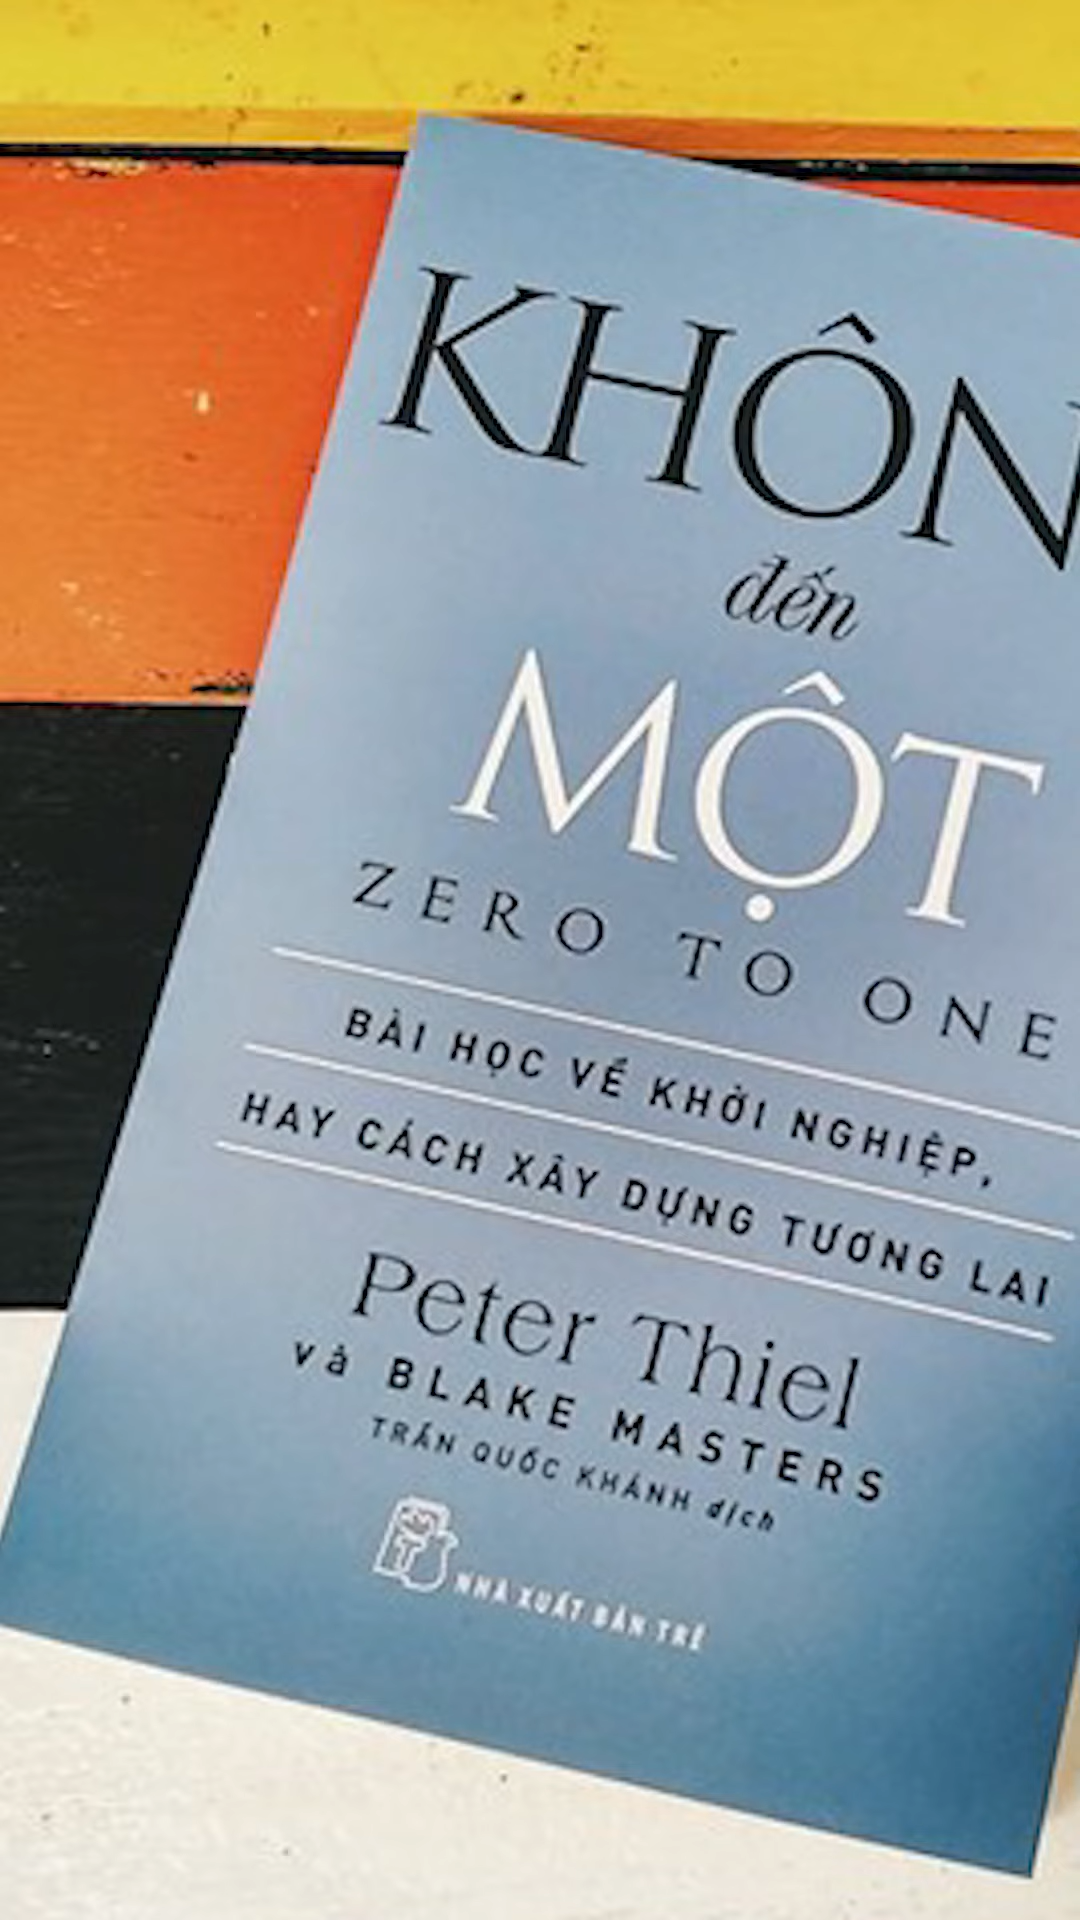 KHÔN
đến
MỘT
ZERO TO ONE
BÀI HỌC VỀ KHỞI NGHIỆP,
HAY CÁCH XÂY DỰNG TƯƠNG LAI
Peter Thiel
và BLAKE MASTERS
TRẦN QUỐC KHÁNH dịch
NHÀ XUẤT BẢN TRẺ